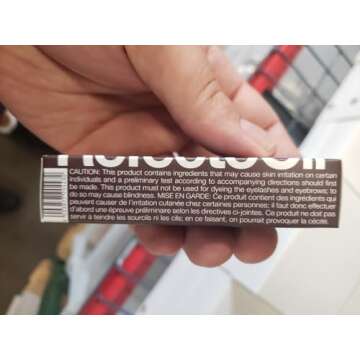 RefectoCil
CAUTION: This product contains ingredients that may cause skin irritation on certain
individuals and a preliminary test according to accompanying directions should first
be made. This product must not be used for dyeing the eyelashes and eyebrows; to
do so may cause blindness. MISE EN GARDE: Ce produit contient des ingredients qui
peuvent causer de l'irritation cutanée chez certaines personnes; il faut donc effectuer
d'abord une épreuve préliminaire selon les directives ci-jointes. Ce produit ne doit pas
servir à teindre les sourcils ni les cils; en ce faisant, on pourrait provoquer la cécité.